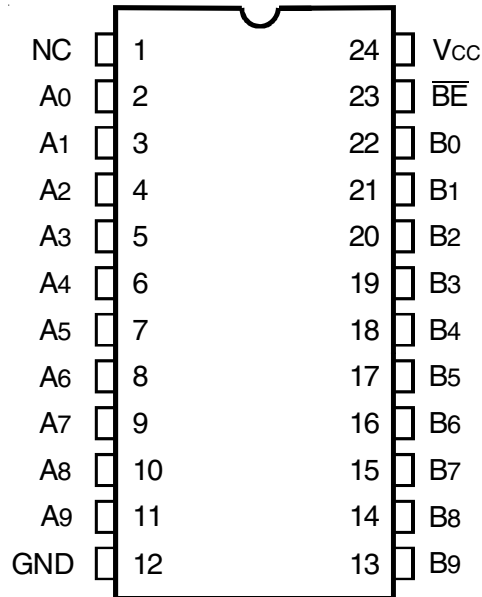 NC 1 24 VCC
A0 2 23 B̅E̅
A1 3 22 B0
A2 4 21 B1
A3 5 20 B2
A4 6 19 B3
A5 7 18 B4
A6 8 17 B5
A7 9 16 B6
A8 10 15 B7
A9 11 14 B8
GND 12 13 B9